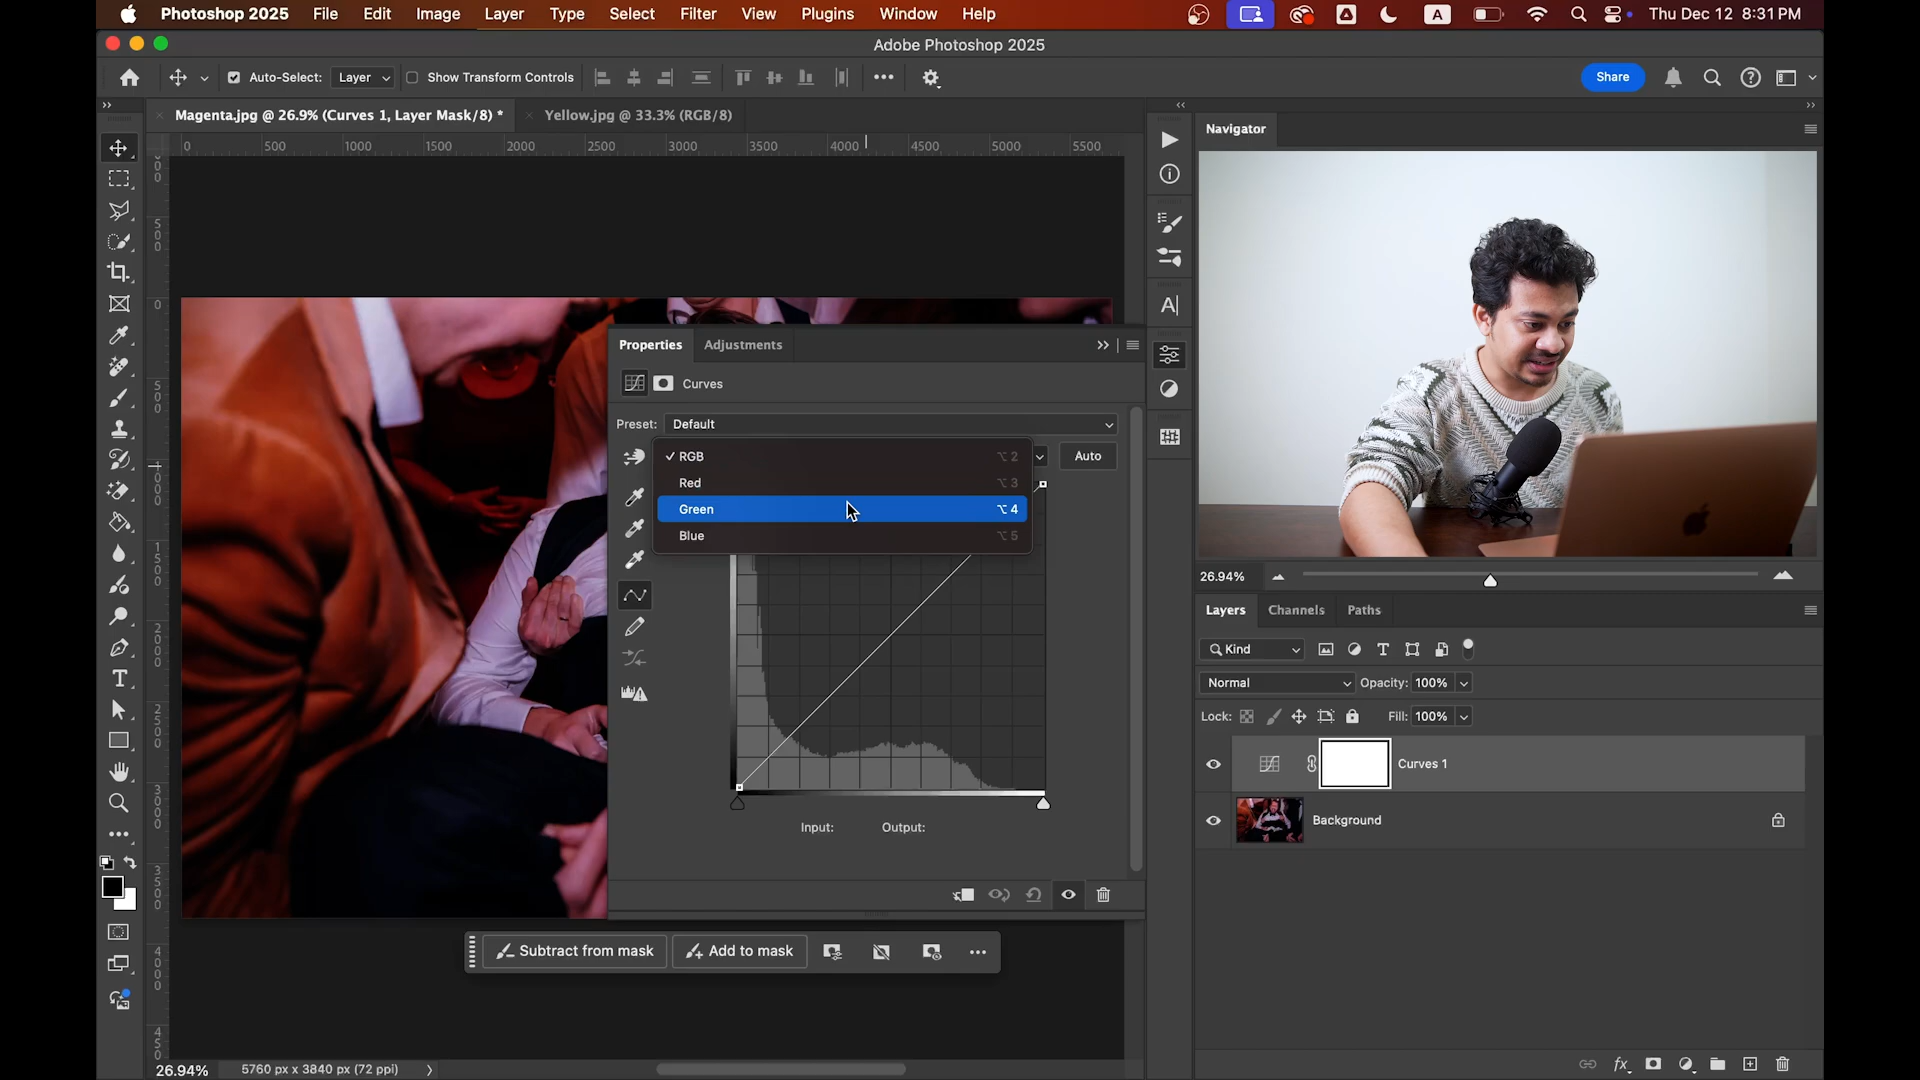 Photoshop 2025 File Edit Image Layer Type Select Filter View Plugins Window Help A Thu Dec 12 8:31 PM
Adobe Photoshop 2025
Auto-Select: Layer Show Transform Controls ••• Share
Magenta.jpg @ 26.9% (Curves 1, Layer Mask/8) * Yellow.jpg @ 33.3% (RGB/8)
0 500 1000 1500 2000 2500 3000 3500 4000 4500 5000 5500
Navigator
Properties Adjustments
Curves
Preset: Default
✓ RGB ⌥ 2 Auto
Red ⌥ 3
Green ⌥ 4
Blue ⌥ 5
Input: Output:
Subtract from mask Add to mask •••
26.94%
Layers Channels Paths
Kind
Normal Opacity: 100%
Lock: Fill: 100%
Curves 1
Background
fx
26.94% 5760 px x 3840 px (72 ppi)